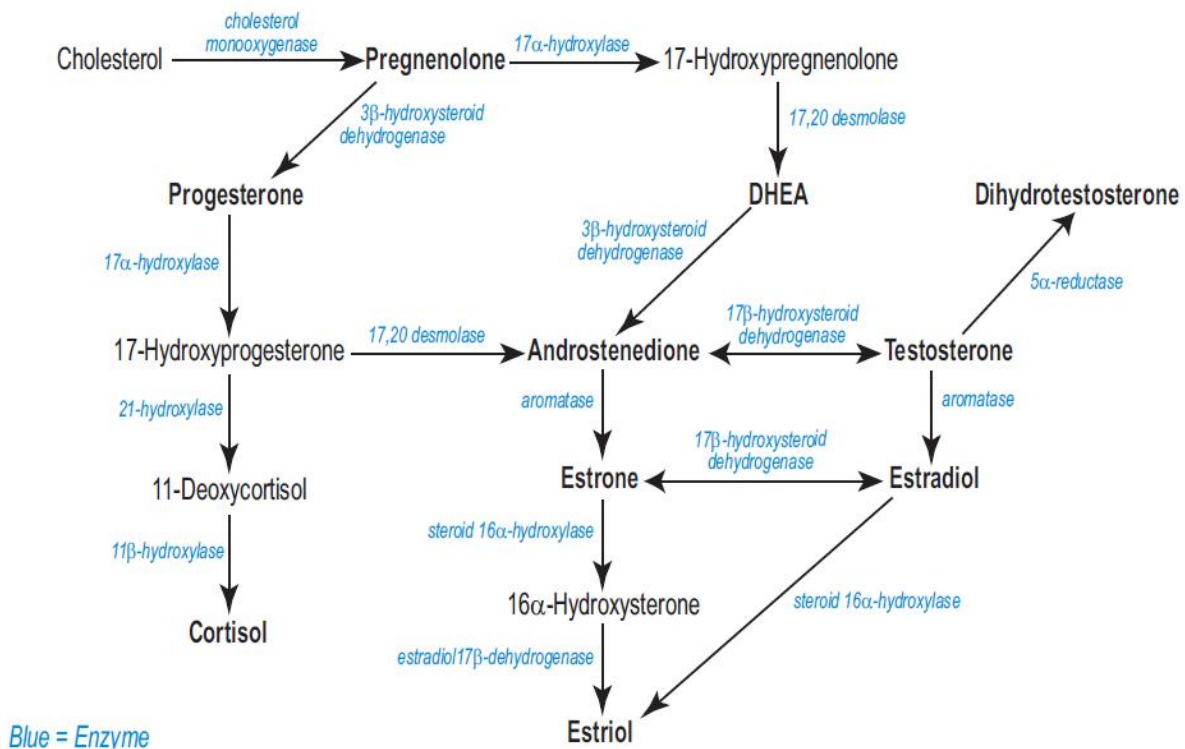 cholesterol
monooxygenase
Cholesterol
Pregnenolone
17α-hydroxylase
17-Hydroxypregnenolone
3β-hydroxysteroid
dehydrogenase
17,20 desmolase
Progesterone
DHEA
Dihydrotestosterone
3β-hydroxysteroid
dehydrogenase
17α-hydroxylase
5α-reductase
17-Hydroxyprogesterone
17,20 desmolase
Androstenedione
17β-hydroxysteroid
dehydrogenase
Testosterone
21-hydroxylase
aromatase
aromatase
11-Deoxycortisol
Estrone
17β-hydroxysteroid
dehydrogenase
Estradiol
11β-hydroxylase
steroid 16α-hydroxylase
16α-Hydroxysterone
steroid 16α-hydroxylase
Cortisol
estradiol17β-dehydrogenase
Estriol
Blue = Enzyme